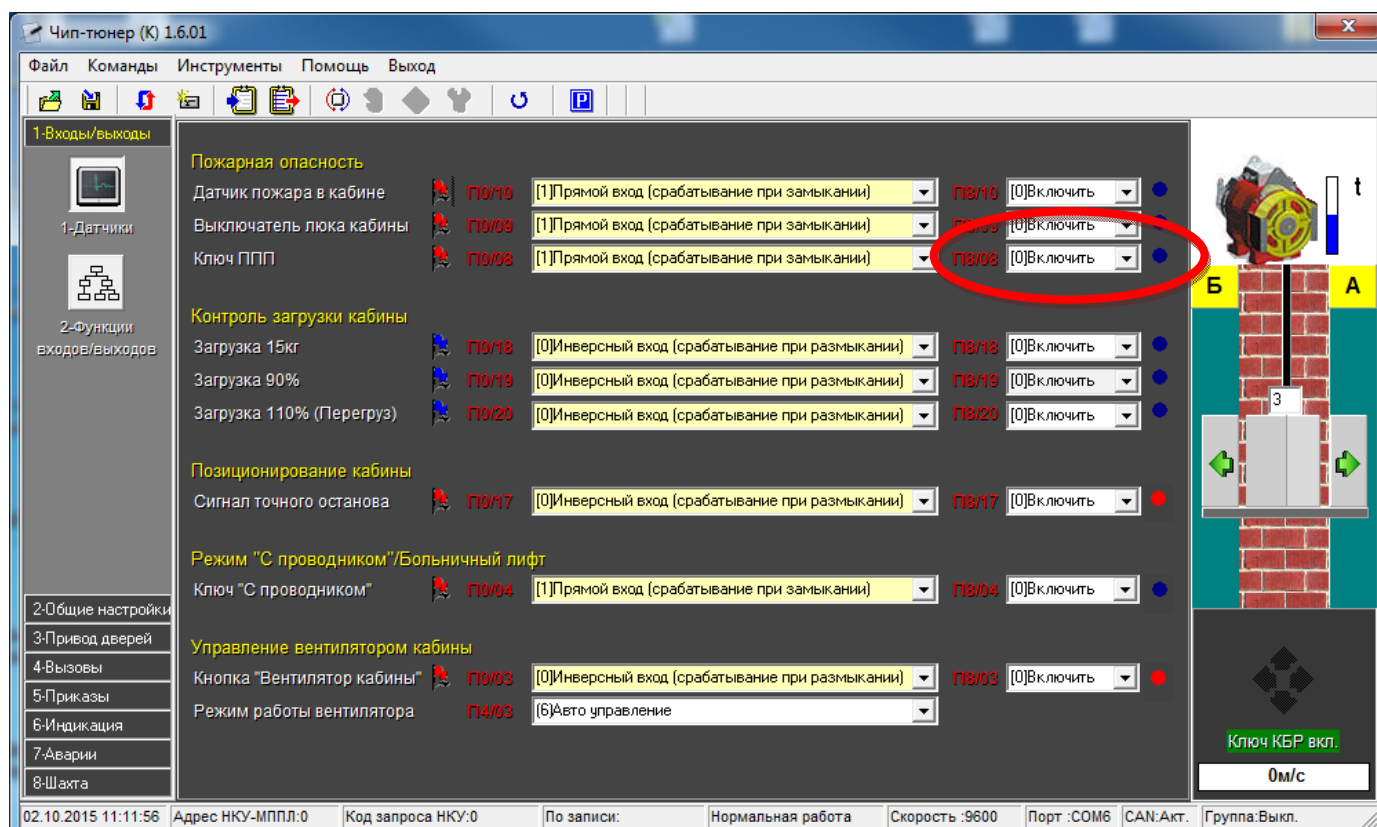 Чип-тюнер (К) 1.6.01
Файл Команды Инструменты Помощь Выход
1-Входы/выходы
1-Датчики
2-Функции
входов/выходов
2-Общие настройки
3-Привод дверей
4-Вызовы
5-Приказы
6-Индикация
7-Аварии
8-Шахта
Пожарная опасность
Датчик пожара в кабине П0/10 [1]Прямой вход (срабатывание при замыкании) П8/10 [0]Включить
Выключатель люка кабины П0/09 [1]Прямой вход (срабатывание при замыкании) П8/09 [0]Включить
Ключ ППП П0/08 [1]Прямой вход (срабатывание при замыкании) П8/08 [0]Включить
Контроль загрузки кабины
Загрузка 15кг П0/18 [0]Инверсный вход (срабатывание при размыкании) П8/18 [0]Включить
Загрузка 90% П0/19 [0]Инверсный вход (срабатывание при размыкании) П8/19 [0]Включить
Загрузка 110% (Перегруз) П0/20 [0]Инверсный вход (срабатывание при размыкании) П8/20 [0]Включить
Позиционирование кабины
Сигнал точного останова П0/17 [0]Инверсный вход (срабатывание при размыкании) П8/17 [0]Включить
Режим "С проводником"/Больничный лифт
Ключ "С проводником" П0/04 [1]Прямой вход (срабатывание при замыкании) П8/04 [0]Включить
Управление вентилятором кабины
Кнопка "Вентилятор кабины" П0/03 [0]Инверсный вход (срабатывание при размыкании) П8/03 [0]Включить
Режим работы вентилятора П4/03 (6)Авто управление
t
Б А
3
Ключ КБР вкл.
0м/с
02.10.2015 11:11:56 Адрес НКУ-МППЛ:0 Код запроса НКУ:0 По записи: Нормальная работа Скорость :9600 Порт :COM6 CAN:Акт. Группа:Выкл.